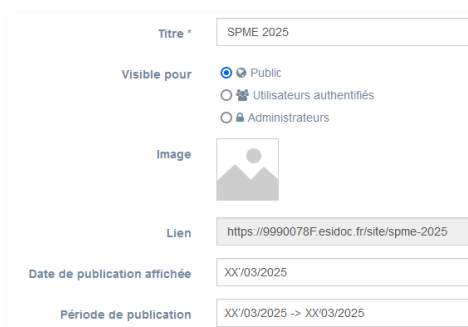 Titre * SPME 2025
Visible pour Public
Utilisateurs authentifiés
Administrateurs
Image
Lien https://9990078F.esidoc.fr/site/spme-2025
Date de publication affichée XX'/03/2025
Période de publication XX'/03/2025 -> XX'03/2025